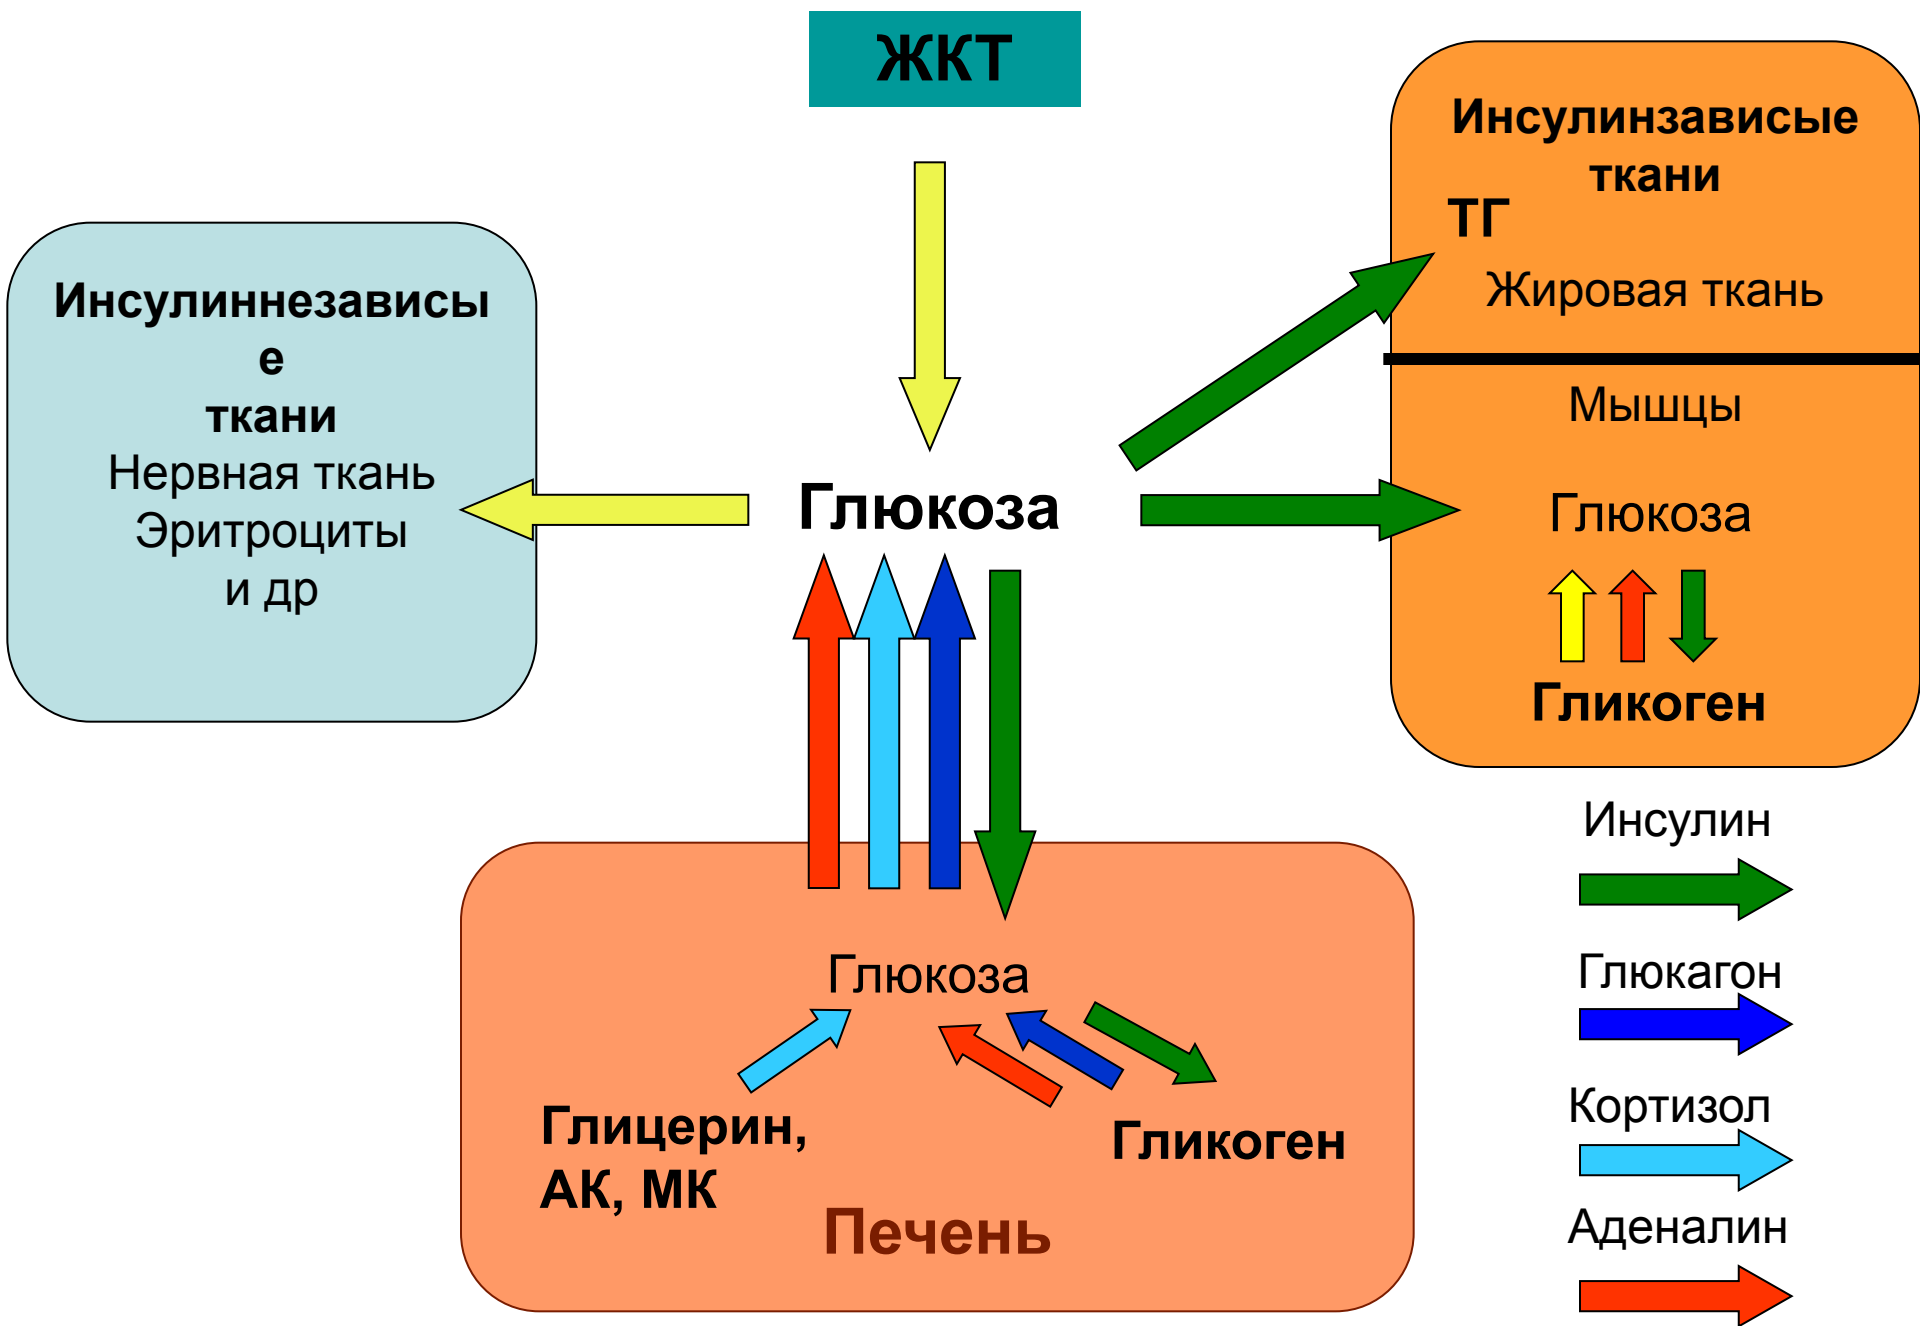 ЖКТ
Инсулинзависые
ткани
ТГ
Жировая ткань
Мышцы
Глюкоза
Гликоген
Инсулиннезависы
е
ткани
Нервная ткань
Эритроциты
и др
Глюкоза
Глюкоза
Глицерин,
АК, МК
Гликоген
Печень
Инсулин
Глюкагон
Кортизол
Аденалин